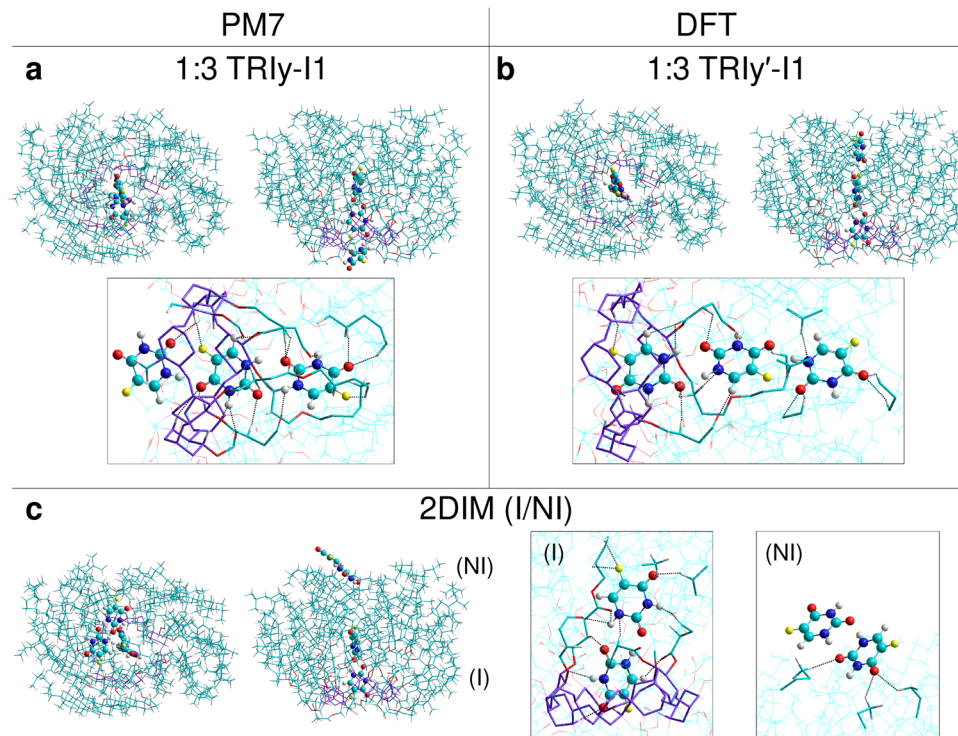 PM7
DFT
a
1:3 TRIy-I1
b
1:3 TRIy′-I1
c
2DIM (I/NI)
(NI)
(I)
(I)
(NI)